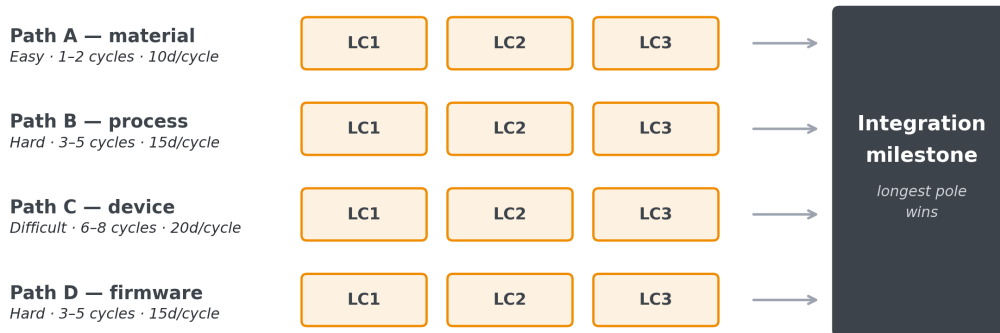 Path A — material
Easy · 1–2 cycles · 10d/cycle
LC1
LC2
LC3
Path B — process
Hard · 3–5 cycles · 15d/cycle
LC1
LC2
LC3
Path C — device
Difficult · 6–8 cycles · 20d/cycle
LC1
LC2
LC3
Path D — firmware
Hard · 3–5 cycles · 15d/cycle
LC1
LC2
LC3
Integration
milestone
longest pole
wins